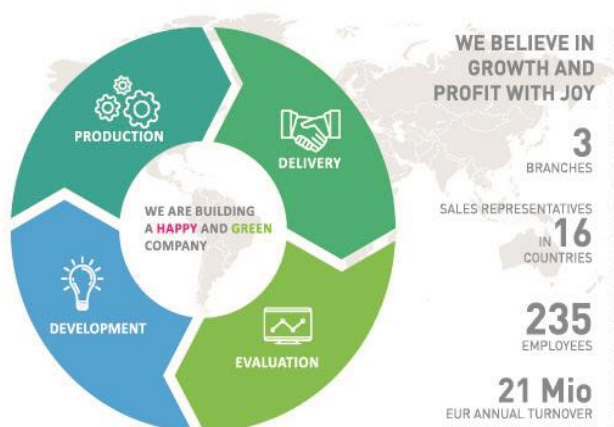 PRODUCTION
DELIVERY
WE ARE BUILDING
A HAPPY AND GREEN
COMPANY
DEVELOPMENT
EVALUATION
WE BELIEVE IN
GROWTH AND
PROFIT WITH JOY
3
BRANCHES
SALES REPRESENTATIVES
IN 16
COUNTRIES
235
EMPLOYEES
21 Mio
EUR ANNUAL TURNOVER